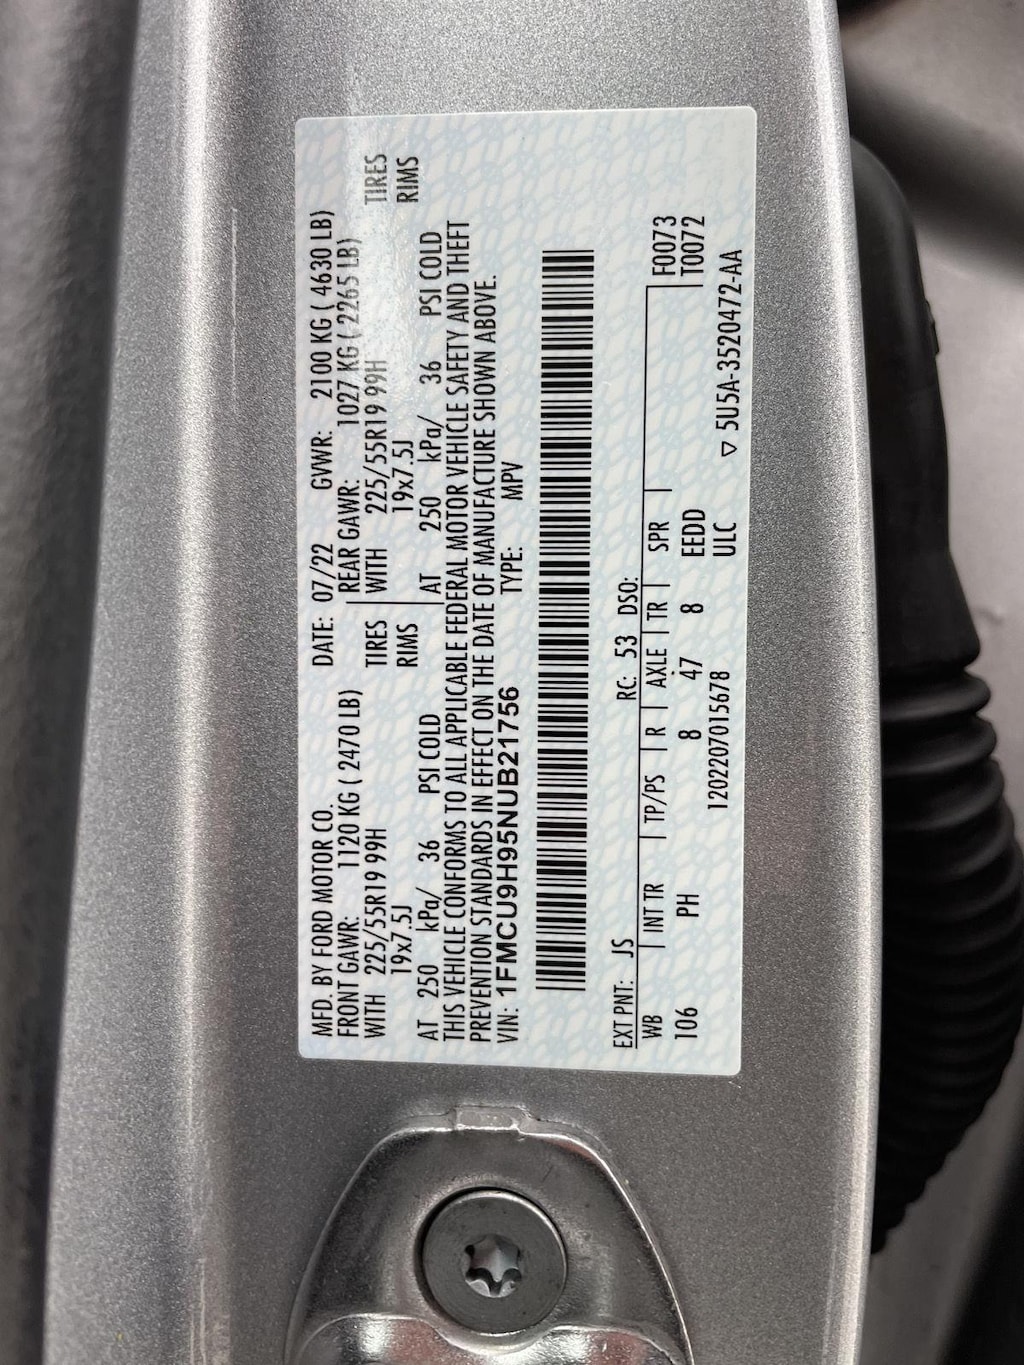 MFD. BY FORD MOTOR CO. DATE: 07/22 GVWR: 2100 KG ( 4630 LB)
FRONT GAWR: 1120 KG ( 2470 LB) REAR GAWR: 1027 KG ( 2265 LB)
WITH 225/55R19 99H TIRES WITH 225/55R19 99H TIRES
19x7.5J RIMS 19x7.5J RIMS
AT 250 kPa/ 36 PSI COLD AT 250 kPa/ 36 PSI COLD
THIS VEHICLE CONFORMS TO ALL APPLICABLE FEDERAL MOTOR VEHICLE SAFETY AND THEFT
PREVENTION STANDARDS IN EFFECT ON THE DATE OF MANUFACTURE SHOWN ABOVE.
VIN: 1FMCU9H95NUB21756 TYPE: MPV
EXT PNT: JS RC: 53 DSO:
WB INT TR TP/PS R AXLE TR SPR F0073
106 PH 8 47 8 EEDD T0072
1202207015678 ULC ▽ 5U5A-3520472-AA